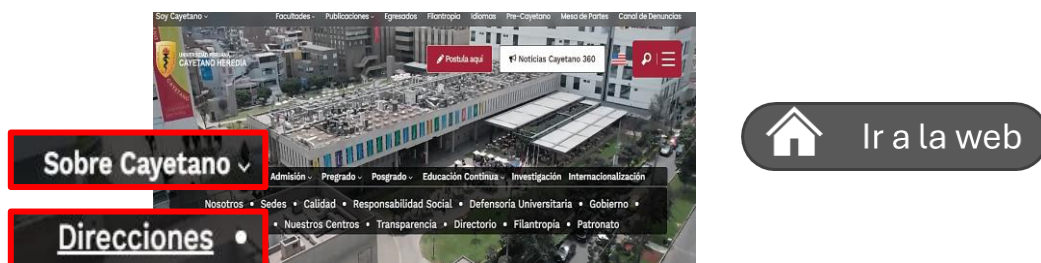 Soy Cayetano
Facultades Publicaciones Egresados Filantropía Idiomas Pre-Cayetano Mesa de Partes Canal de Denuncias
UNIVERSIDAD PERUANA
CAYETANO HEREDIA
Postula aquí
Noticias Cayetano 360
Sobre Cayetano
Admisión Pregrado Posgrado Educación Continua Investigación Internacionalización
Nosotros • Sedes • Calidad • Responsabilidad Social • Defensoría Universitaria • Gobierno •
Direcciones • • Nuestros Centros • Transparencia • Directorio • Filantropía • Patronato
Ir a la web